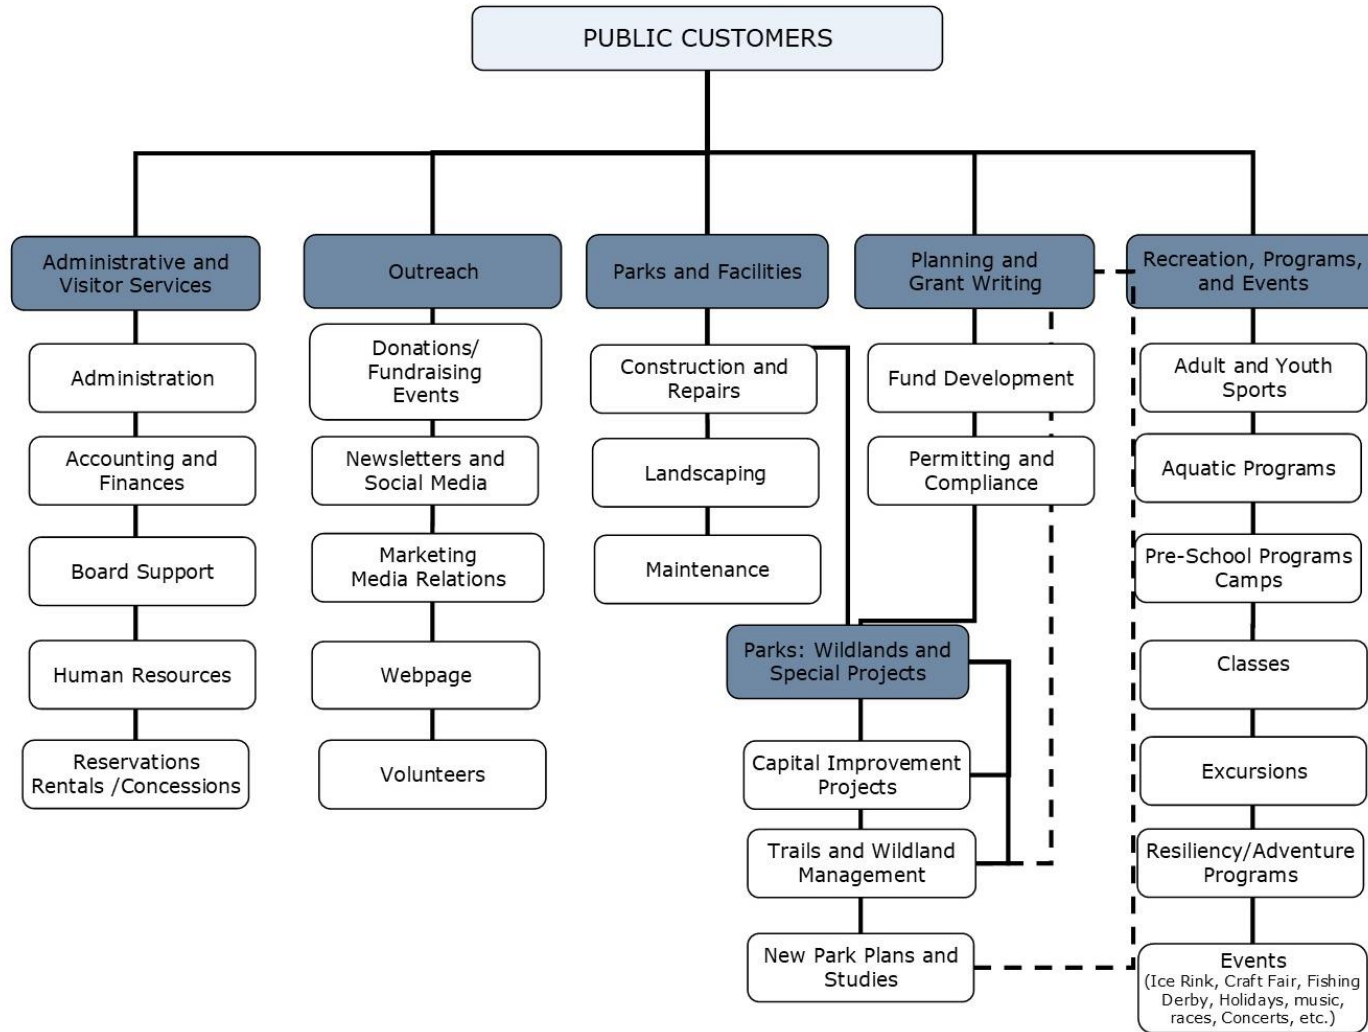 PUBLIC CUSTOMERS
Administrative and
Visitor Services
Outreach
Parks and Facilities
Planning and
Grant Writing
Recreation, Programs,
and Events
Administration
Accounting and
Finances
Board Support
Human Resources
Reservations
Rentals /Concessions
Donations/
Fundraising
Events
Newsletters and
Social Media
Marketing
Media Relations
Webpage
Volunteers
Construction and
Repairs
Landscaping
Maintenance
Fund Development
Permitting and
Compliance
Parks: Wildlands and
Special Projects
Capital Improvement
Projects
Trails and Wildland
Management
New Park Plans and
Studies
Adult and Youth
Sports
Aquatic Programs
Pre-School Programs
Camps
Classes
Excursions
Resiliency/Adventure
Programs
Events
(Ice Rink, Craft Fair, Fishing
Derby, Holidays, music,
races, Concerts, etc.)